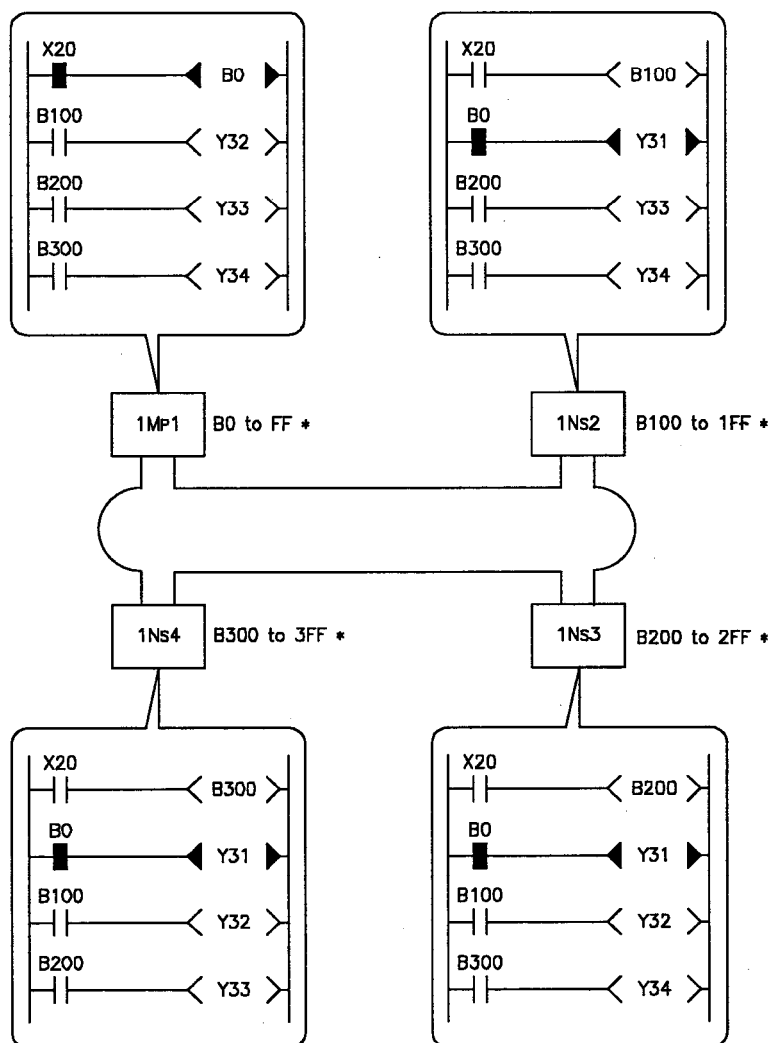 X20
B0
B100
Y32
B200
Y33
B300
Y34
X20
B100
B0
Y31
B200
Y33
B300
Y34
1MP1 B0 to FF *
1NS2 B100 to 1FF *
1NS4 B300 to 3FF *
1NS3 B200 to 2FF *
X20
B300
B0
Y31
B100
Y32
B200
Y33
X20
B200
B0
Y31
B100
Y32
B300
Y34